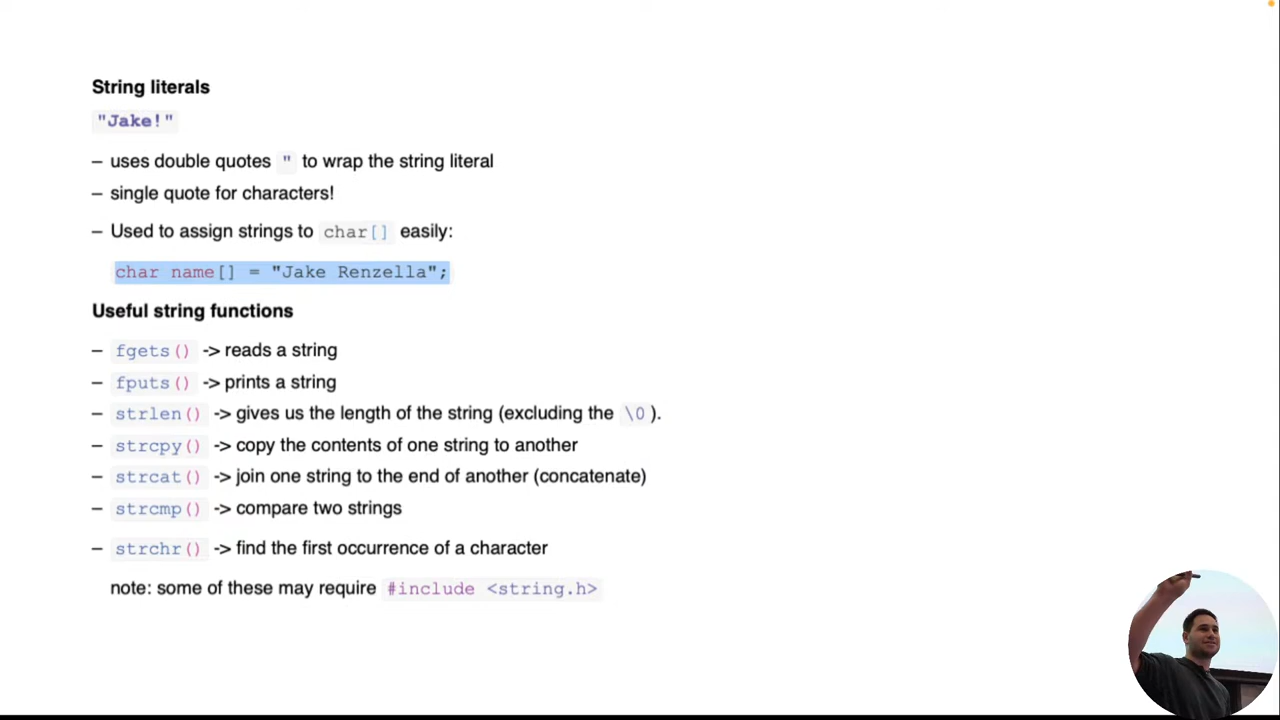 String literals
"Jake!"
– uses double quotes " to wrap the string literal
– single quote for characters!
– Used to assign strings to char[] easily:
char name[] = "Jake Renzella";
Useful string functions
– fgets() -> reads a string
– fputs() -> prints a string
– strlen() -> gives us the length of the string (excluding the \0 ).
– strcpy() -> copy the contents of one string to another
– strcat() -> join one string to the end of another (concatenate)
– strcmp() -> compare two strings
– strchr() -> find the first occurrence of a character
note: some of these may require #include <string.h>